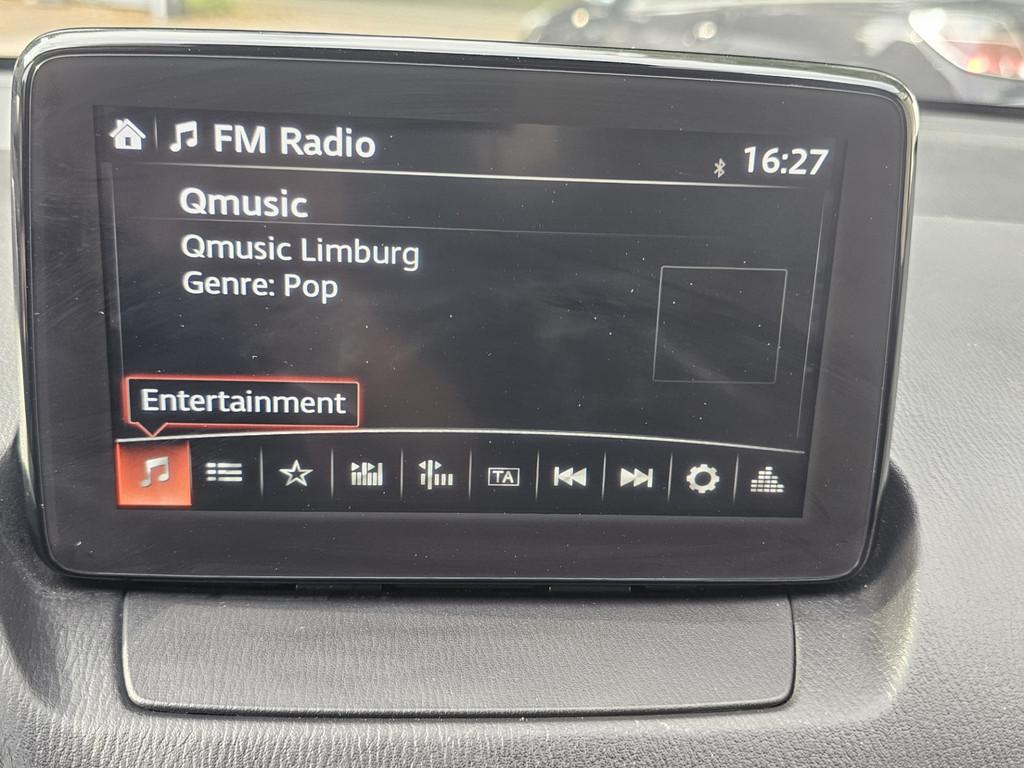 FM Radio
16:27
Qmusic
Qmusic Limburg
Genre: Pop
Entertainment
TA